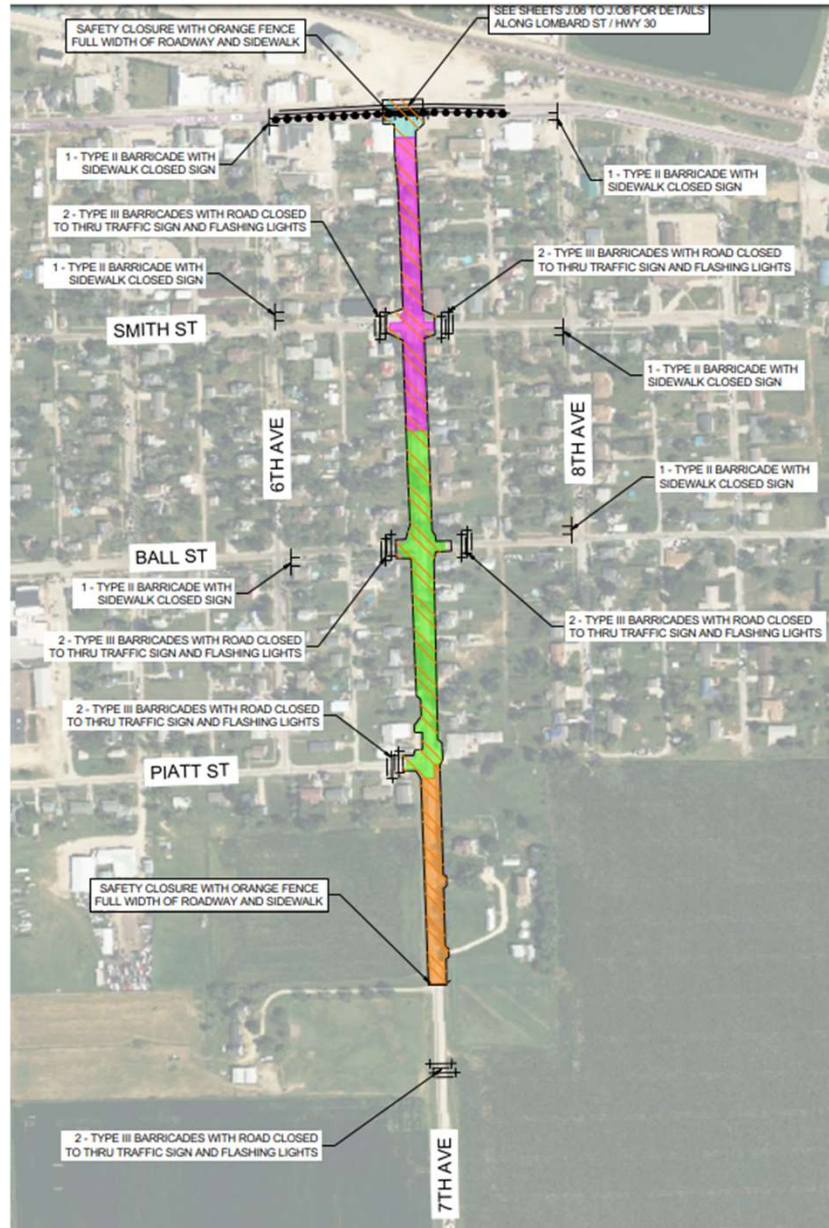 SEE SHEETS J.06 TO J.O8 FOR DETAILS
ALONG LOMBARD ST / HWY 30
SAFETY CLOSURE WITH ORANGE FENCE
FULL WIDTH OF ROADWAY AND SIDEWALK
1 - TYPE II BARRICADE WITH
SIDEWALK CLOSED SIGN
1 - TYPE II BARRICADE WITH
SIDEWALK CLOSED SIGN
2 - TYPE III BARRICADES WITH ROAD CLOSED
TO THRU TRAFFIC SIGN AND FLASHING LIGHTS
2 - TYPE III BARRICADES WITH ROAD CLOSED
TO THRU TRAFFIC SIGN AND FLASHING LIGHTS
1 - TYPE II BARRICADE WITH
SIDEWALK CLOSED SIGN
SMITH ST
1 - TYPE II BARRICADE WITH
SIDEWALK CLOSED SIGN
6TH AVE
8TH AVE
1 - TYPE II BARRICADE WITH
SIDEWALK CLOSED SIGN
BALL ST
1 - TYPE II BARRICADE WITH
SIDEWALK CLOSED SIGN
2 - TYPE III BARRICADES WITH ROAD CLOSED
TO THRU TRAFFIC SIGN AND FLASHING LIGHTS
2 - TYPE III BARRICADES WITH ROAD CLOSED
TO THRU TRAFFIC SIGN AND FLASHING LIGHTS
2 - TYPE III BARRICADES WITH ROAD CLOSED
TO THRU TRAFFIC SIGN AND FLASHING LIGHTS
PIATT ST
SAFETY CLOSURE WITH ORANGE FENCE
FULL WIDTH OF ROADWAY AND SIDEWALK
2 - TYPE III BARRICADES WITH ROAD CLOSED
TO THRU TRAFFIC SIGN AND FLASHING LIGHTS
7TH AVE